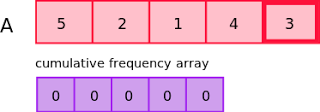 A 5 2 1 4 3
cumulative frequency array
0 0 0 0 0